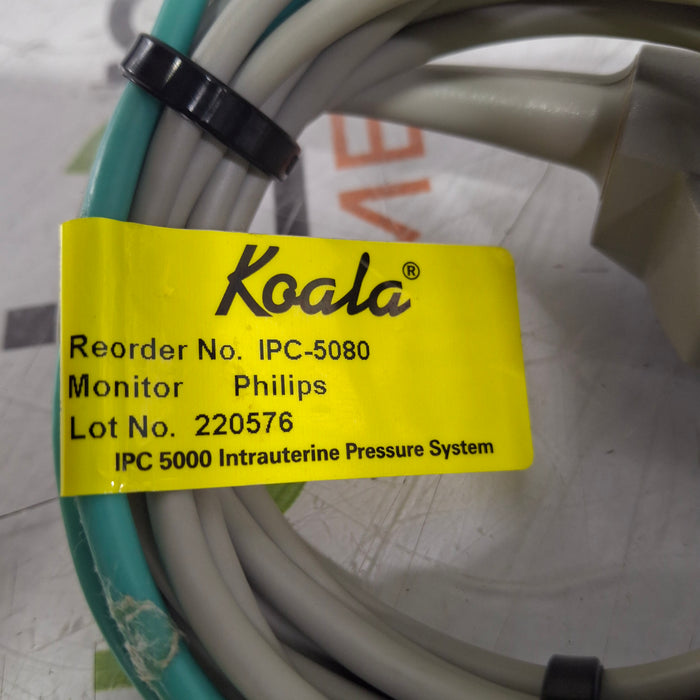 Koala®
Reorder No. IPC-5080
Monitor Philips
Lot No. 220576
IPC 5000 Intrauterine Pressure System